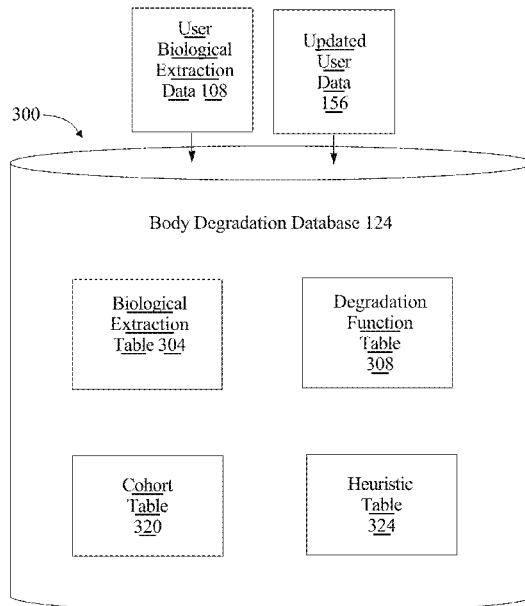 User
Biological
Extraction
Data 108
Updated
User
Data
156
300
Body Degradation Database 124
Biological
Extraction
Table 304
Degradation
Function
Table
308
Cohort
Table
320
Heuristic
Table
324